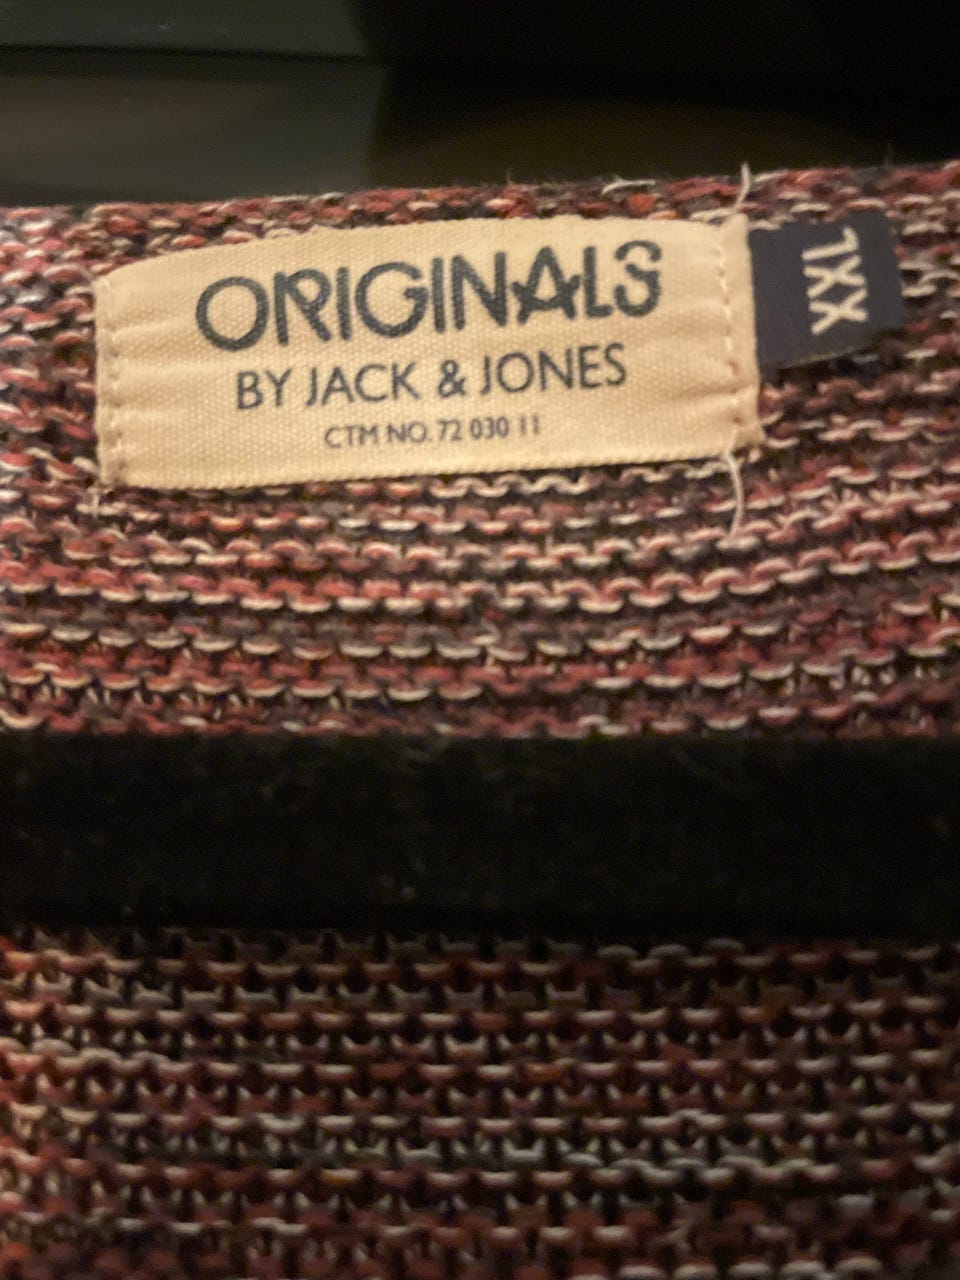 ORIGINALS
BY JACK & JONES
CTM NO. 72 030 11
XXL